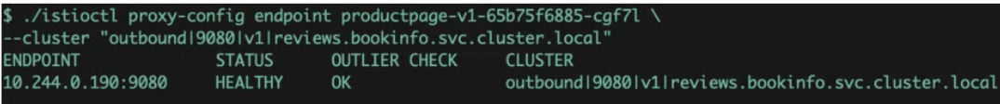 $ ./istioctl proxy-config endpoint productpage-v1-65b75f6885-cgf7l \
--cluster "outbound|9080|v1|reviews.bookinfo.svc.cluster.local"
ENDPOINT STATUS OUTLIER CHECK CLUSTER
10.244.0.190:9080 HEALTHY OK outbound|9080|v1|reviews.bookinfo.svc.cluster.local